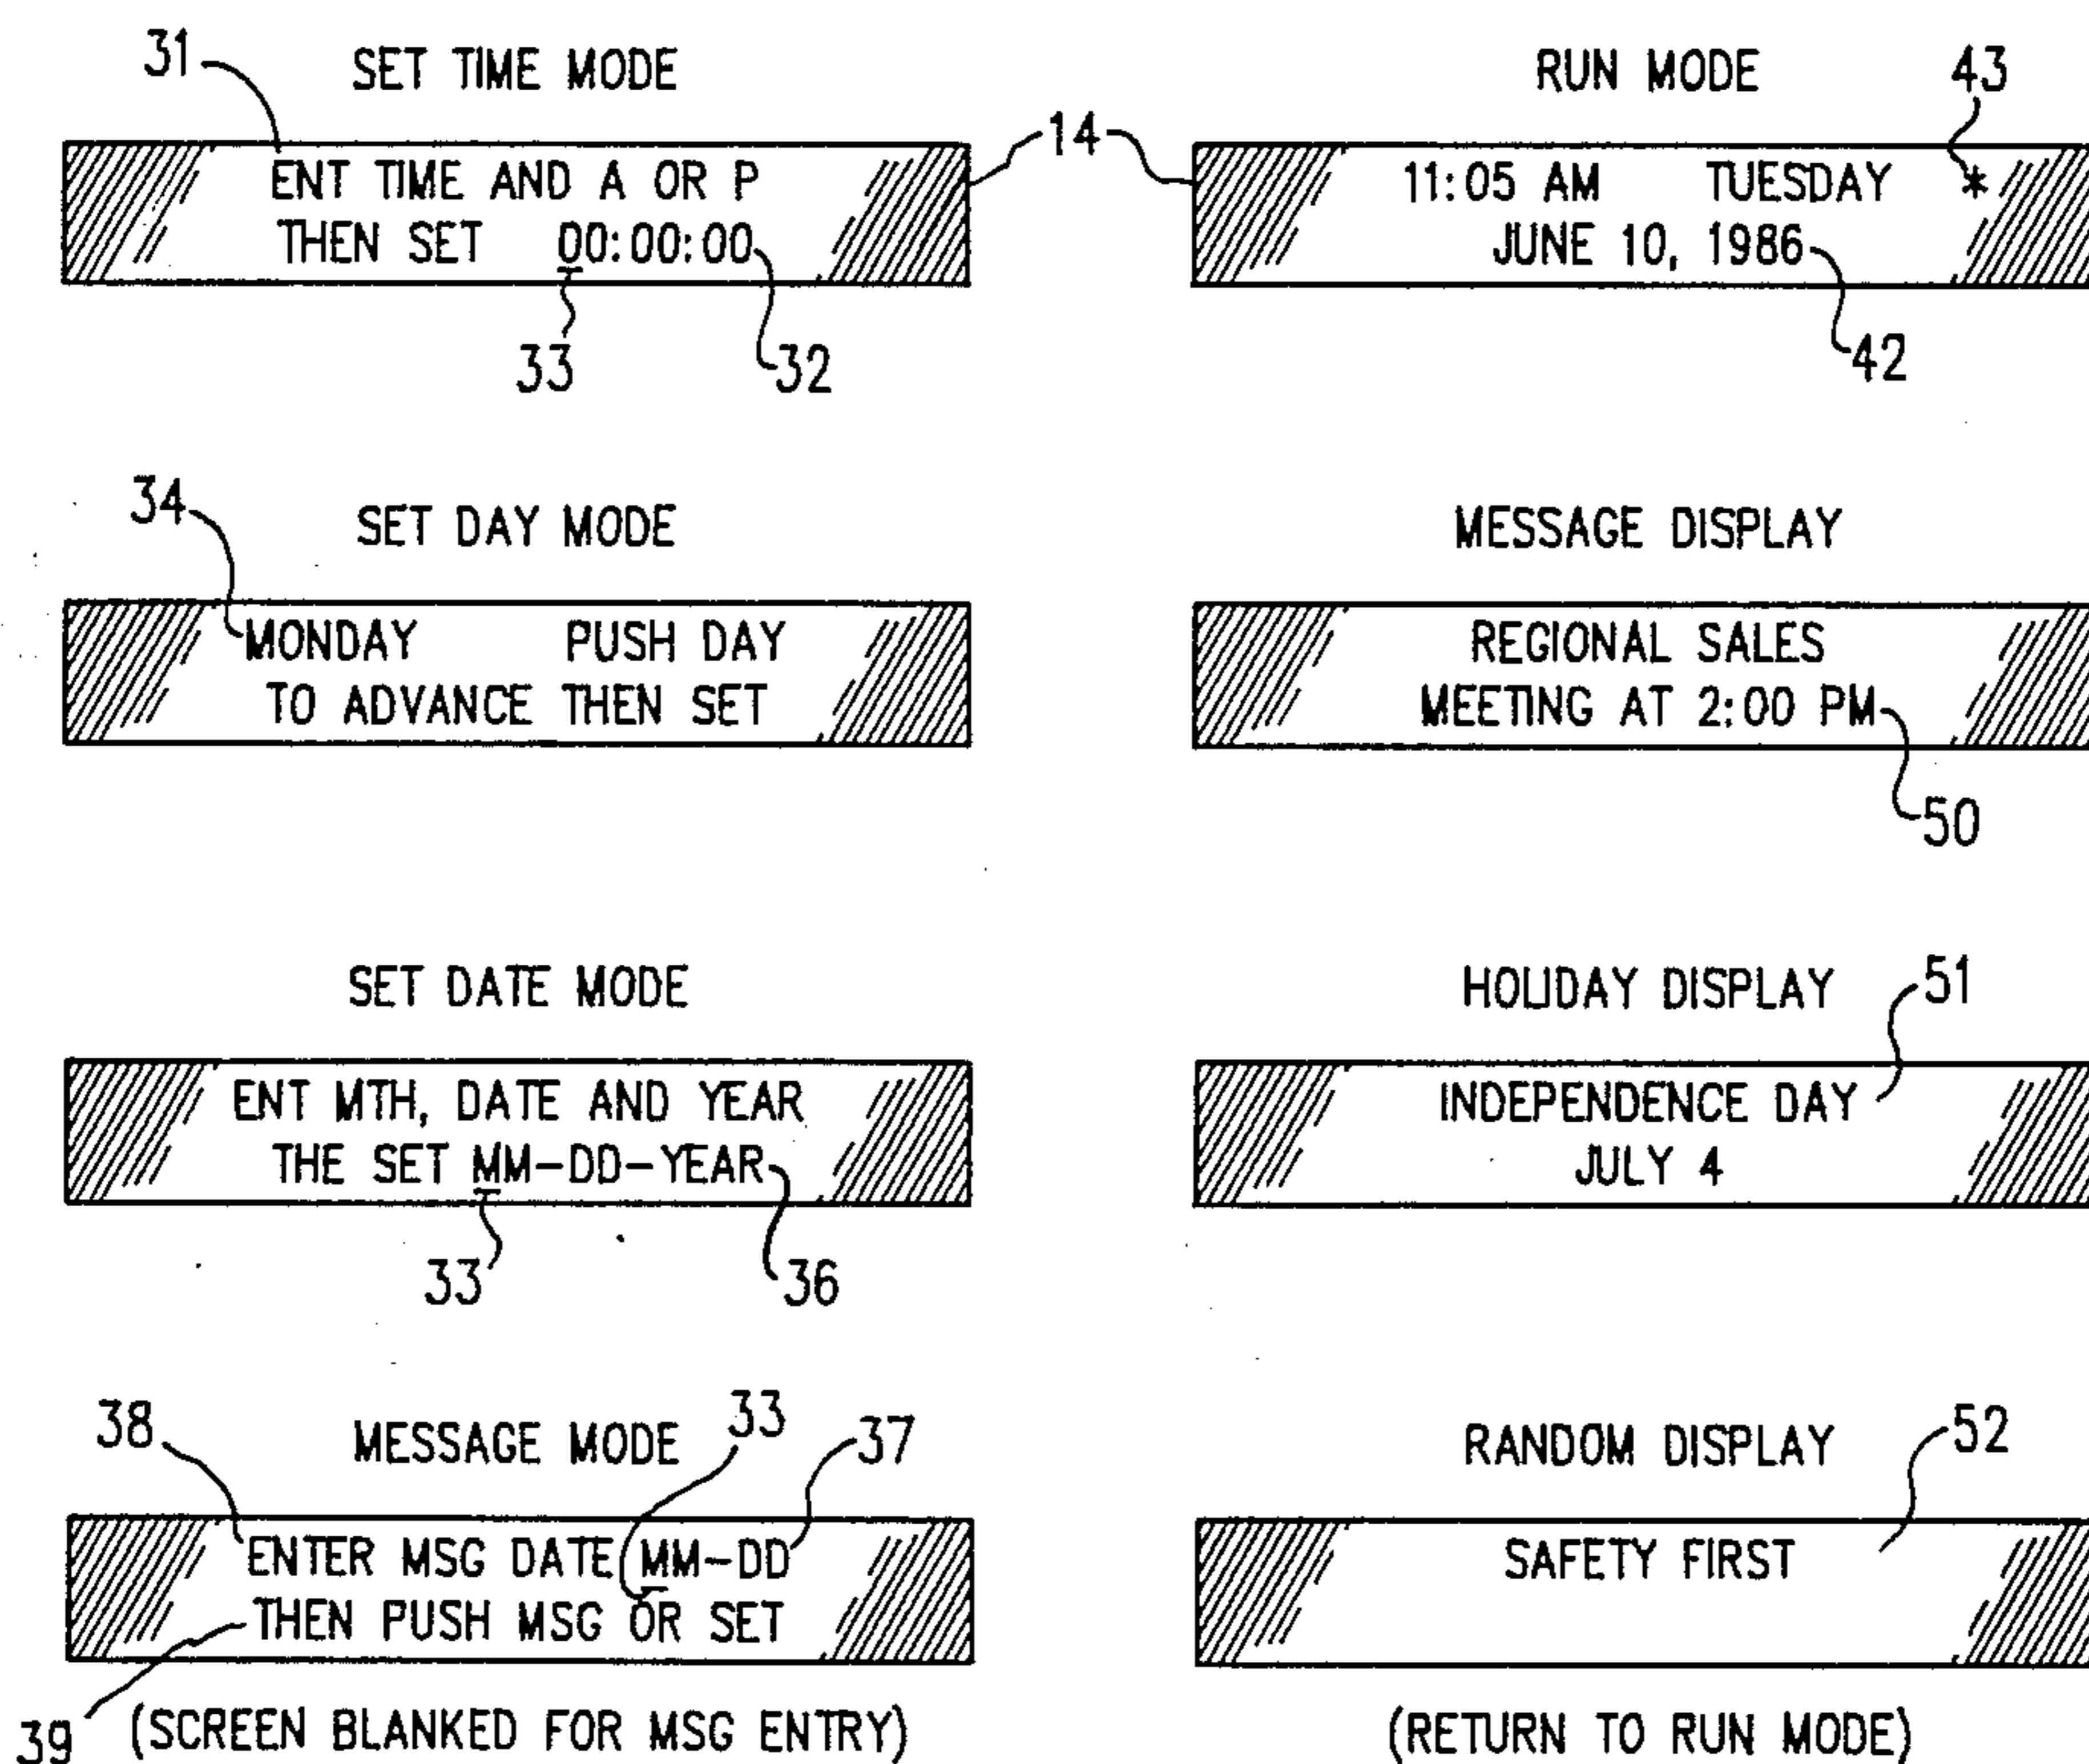 31 SET TIME MODE
ENT TIME AND A OR P
THEN SET 00:00:00
33 32
14
RUN MODE 43
11:05 AM TUESDAY *
JUNE 10, 1986
42
34 SET DAY MODE
MONDAY PUSH DAY
TO ADVANCE THEN SET
MESSAGE DISPLAY
REGIONAL SALES
MEETING AT 2:00 PM
50
SET DATE MODE
ENT MTH, DATE AND YEAR
THE SET MM-DD-YEAR
33 36
HOLIDAY DISPLAY 51
INDEPENDENCE DAY
JULY 4
38 MESSAGE MODE 33 37
ENTER MSG DATE MM-DD
THEN PUSH MSG OR SET
39 (SCREEN BLANKED FOR MSG ENTRY)
RANDOM DISPLAY 52
SAFETY FIRST
(RETURN TO RUN MODE)